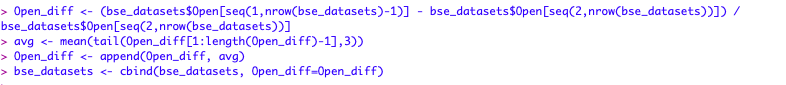 > Open_diff <- (bse_datasets$Open[seq(1,nrow(bse_datasets)-1)] - bse_datasets$Open[seq(2,nrow(bse_datasets))]) /
bse_datasets$Open[seq(2,nrow(bse_datasets))]
> avg <- mean(tail(Open_diff[1:length(Open_diff)-1],3))
> Open_diff <- append(Open_diff, avg)
> bse_datasets <- cbind(bse_datasets, Open_diff=Open_diff)